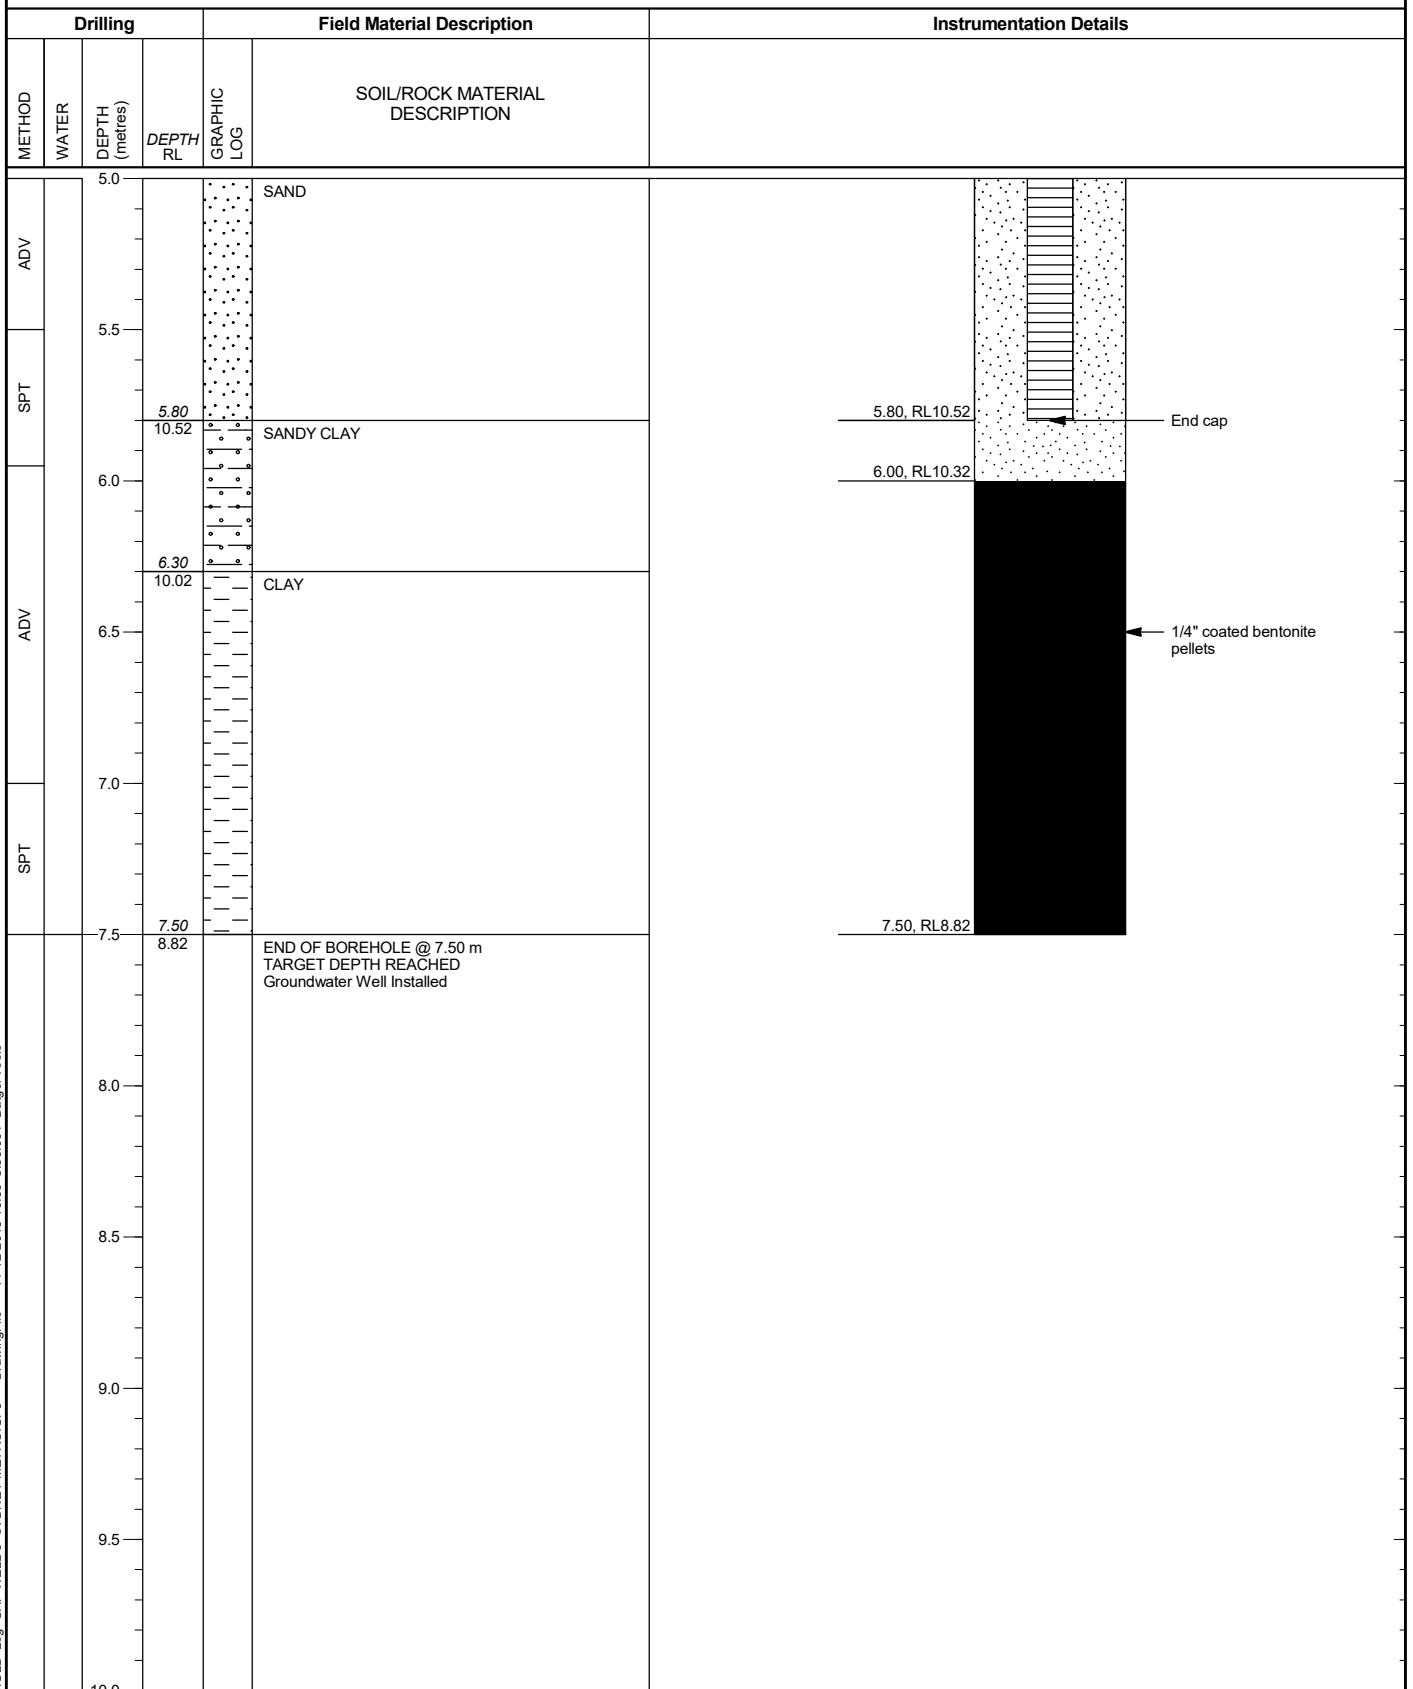 Drilling
Field Material Description
Instrumentation Details
METHOD
WATER
DEPTH
(metres)
DEPTH
RL
GRAPHIC
LOG
SOIL/ROCK MATERIAL
DESCRIPTION
5.0
SAND
ADV
5.5
SPT
5.80
10.52
SANDY CLAY
5.80, RL10.52
End cap
6.0
6.00, RL10.32
6.30
10.02
CLAY
ADV
6.5
1/4" coated bentonite
pellets
7.0
SPT
7.50
7.5
8.82
7.50, RL8.82
END OF BOREHOLE @ 7.50 m
TARGET DEPTH REACHED
Groundwater Well Installed
8.0
8.5
9.0
9.5